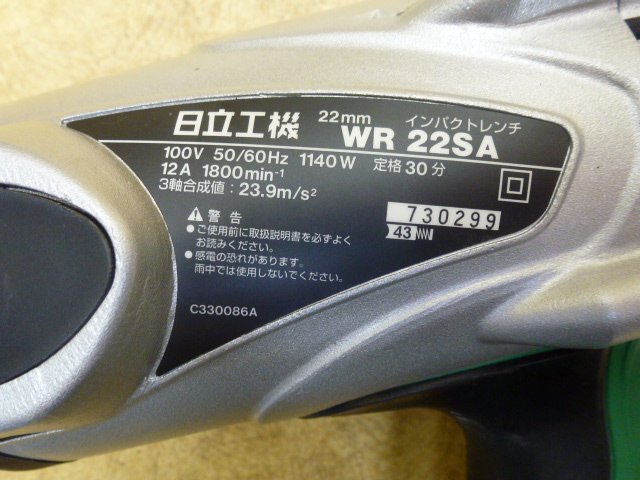 日立工機 22mm インパクトレンチ
WR 22SA
100V 50/60Hz 1140W 定格30分
12A 1800min⁻¹
3軸合成値：23.9m/s²
警告
●ご使用前に取扱説明書を必ずよく
お読みください。
●感電の恐れがあります。
雨中では使用しないでください。
730299
43
C330086A